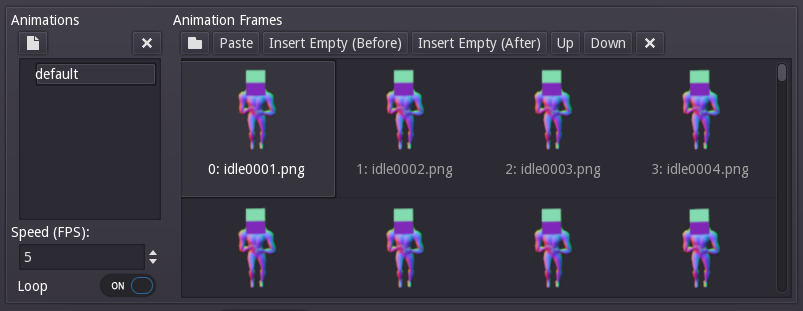 Animations
Animation Frames
Paste
Insert Empty (Before)
Insert Empty (After)
Up
Down
default
0: idle0001.png
1: idle0002.png
2: idle0003.png
3: idle0004.png
Speed (FPS):
5
Loop
ON